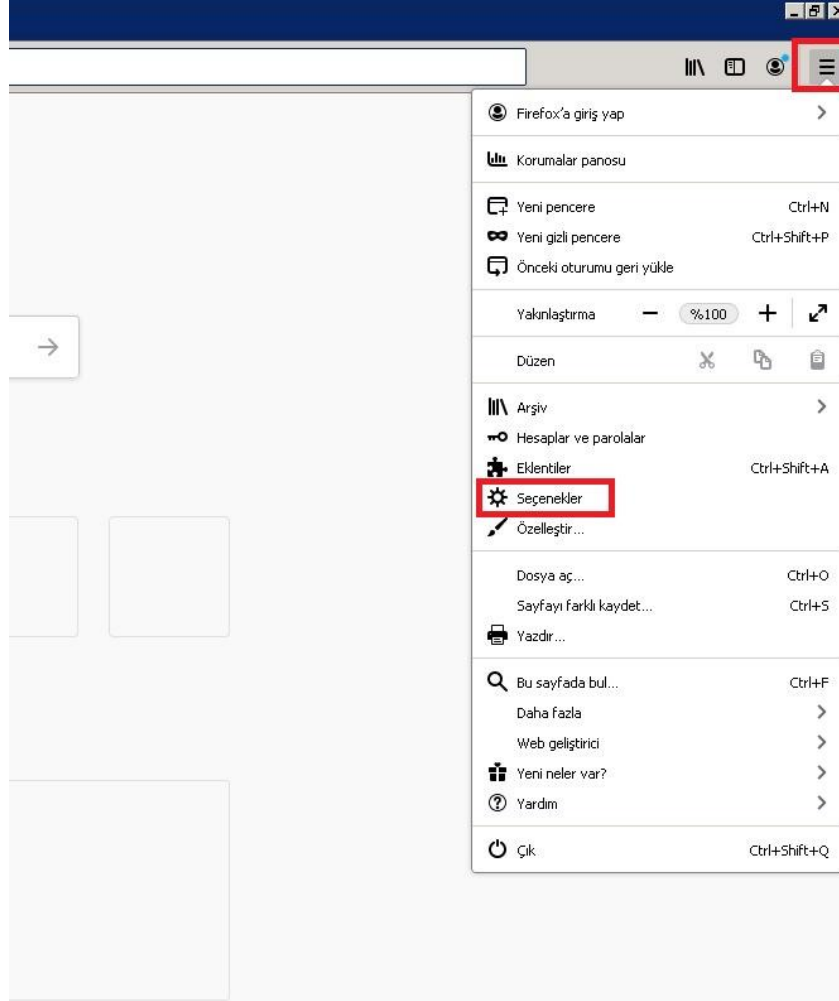 Firefox'a giriş yap
Korumalar panosu
Yeni pencere Ctrl+N
Yeni gizli pencere Ctrl+Shift+P
Önceki oturumu geri yükle
Yakınlaştırma %100
Düzen
Arşiv
Hesaplar ve parolalar
Eklentiler Ctrl+Shift+A
Seçenekler
Özelleştir...
Dosya aç... Ctrl+O
Sayfayı farklı kaydet... Ctrl+S
Yazdır...
Bu sayfada bul... Ctrl+F
Daha fazla
Web geliştirici
Yeni neler var?
Yardım
Çık Ctrl+Shift+Q